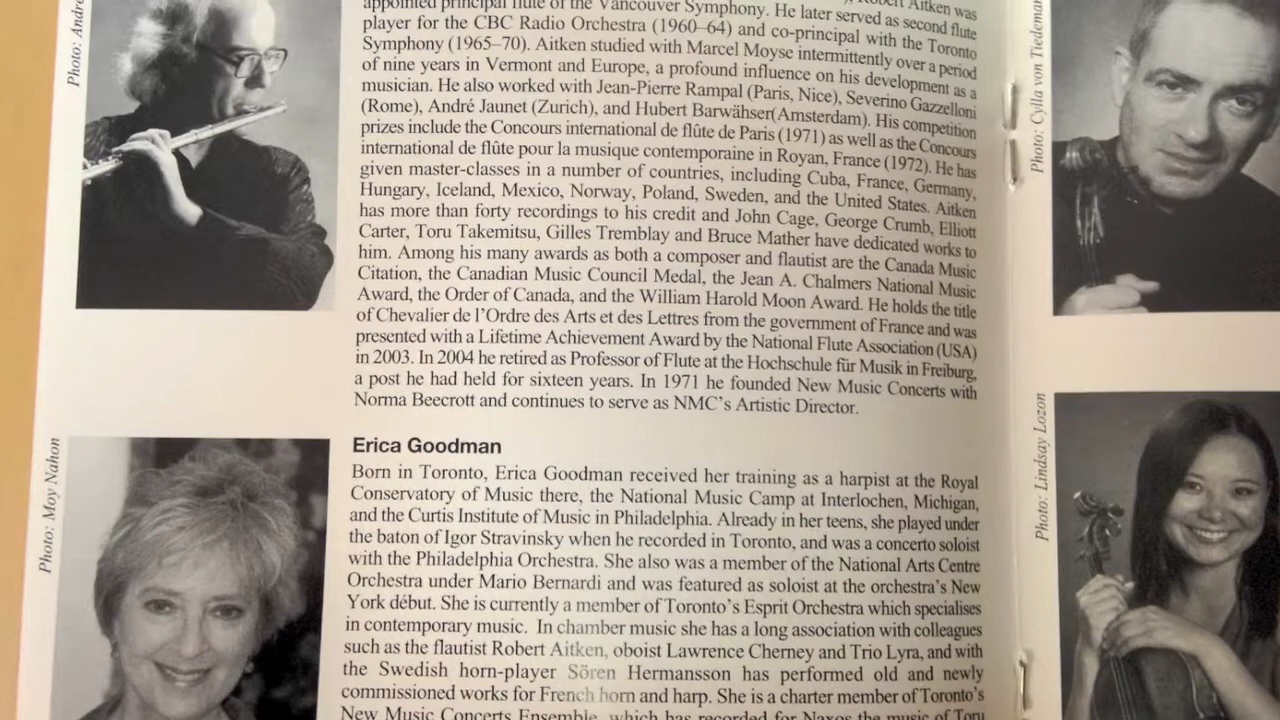 Photo: Andre
appointed principal flute of the Vancouver Symphony. He later served as second flute
Robert Aitken was
player for the CBC Radio Orchestra (1960–64) and co-principal with the Toronto
Symphony (1965–70). Aitken studied with Marcel Moyse intermittently over a period
of nine years in Vermont and Europe, a profound influence on his development as a
musician. He also worked with Jean-Pierre Rampal (Paris, Nice), Severino Gazzelloni
(Rome), André Jaunet (Zurich), and Hubert Barwähser(Amsterdam). His competition
prizes include the Concours international de flûte de Paris (1971) as well as the Concours
international de flûte pour la musique contemporaine in Royan, France (1972). He has
given master-classes in a number of countries, including Cuba, France, Germany,
Hungary, Iceland, Mexico, Norway, Poland, Sweden, and the United States. Aitken
has more than forty recordings to his credit and John Cage, George Crumb, Elliott
Carter, Toru Takemitsu, Gilles Tremblay and Bruce Mather have dedicated works to
him. Among his many awards as both a composer and flautist are the Canada Music
Citation, the Canadian Music Council Medal, the Jean A. Chalmers National Music
Award, the Order of Canada, and the William Harold Moon Award. He holds the title
of Chevalier de l’Ordre des Arts et des Lettres from the government of France and was
presented with a Lifetime Achievement Award by the National Flute Association (USA)
in 2003. In 2004 he retired as Professor of Flute at the Hochschule für Musik in Freiburg,
a post he had held for sixteen years. In 1971 he founded New Music Concerts with
Norma Beecrott and continues to serve as NMC’s Artistic Director.
Photo: Moy Nahon
Erica Goodman
Born in Toronto, Erica Goodman received her training as a harpist at the Royal
Conservatory of Music there, the National Music Camp at Interlochen, Michigan,
and the Curtis Institute of Music in Philadelphia. Already in her teens, she played under
the baton of Igor Stravinsky when he recorded in Toronto, and was a concerto soloist
with the Philadelphia Orchestra. She also was a member of the National Arts Centre
Orchestra under Mario Bernardi and was featured as soloist at the orchestra’s New
York début. She is currently a member of Toronto’s Esprit Orchestra which specialises
in contemporary music. In chamber music she has a long association with colleagues
such as the flautist Robert Aitken, oboist Lawrence Cherney and Trio Lyra, and with
the Swedish horn-player Sören Hermansson has performed old and newly
commissioned works for French horn and harp. She is a charter member of Toronto’s
New Music Concerts Ensemble, which has recorded for Naxos the music of Toru
Photo: Cylla von Tiedeman
Photo: Lindsay Lozon